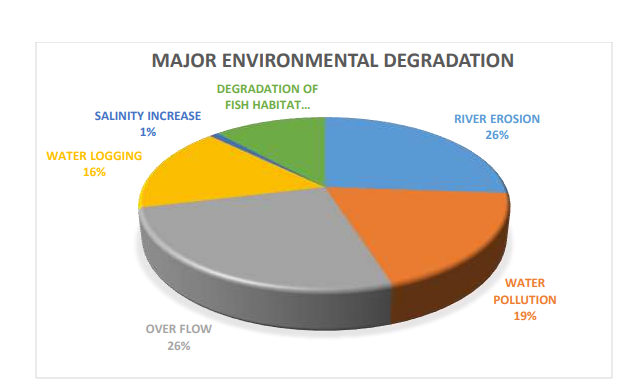 MAJOR ENVIRONMENTAL DEGRADATION
DEGRADATION OF
FISH HABITAT...
SALINITY INCREASE
1%
RIVER EROSION
26%
WATER LOGGING
16%
WATER
POLLUTION
19%
OVER FLOW
26%